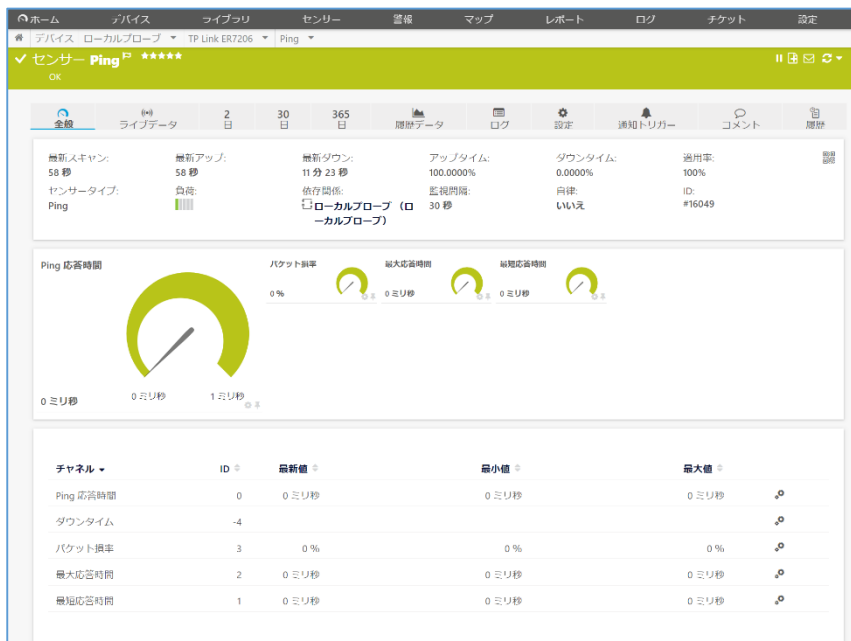 ホーム デバイス ライブラリ センサー 警報 マップ レポート ログ チケット 設定
デバイス ローカルプローブ TP Link ER7206 Ping
センサー Ping
OK
全般 ライブデータ 2 日 30 日 365 日 履歴データ ログ 設定 通知トリガー コメント 履歴
最新スキャン: 最新アップ: 最新ダウン: アップタイム: ダウンタイム: 適用率:
58 秒 58 秒 11 分 23 秒 100.0000% 0.0000% 100%
センサータイプ: 負荷: 依存関係: 監視間隔: 自律: ID:
Ping ローカルプローブ(ロ 30 秒 いいえ #16049
ーカルプローブ)
Ping 応答時間 パケット損率 最大応答時間 最短応答時間
0 % 0 ミリ秒 0 ミリ秒
0 ミリ秒 0 ミリ秒 1 ミリ秒
チャネル ID 最新値 最小値 最大値
Ping 応答時間 0 0 ミリ秒 0 ミリ秒 0 ミリ秒
ダウンタイム -4
パケット損率 3 0 % 0 % 0 %
最大応答時間 2 0 ミリ秒 0 ミリ秒 0 ミリ秒
最短応答時間 1 0 ミリ秒 0 ミリ秒 0 ミリ秒